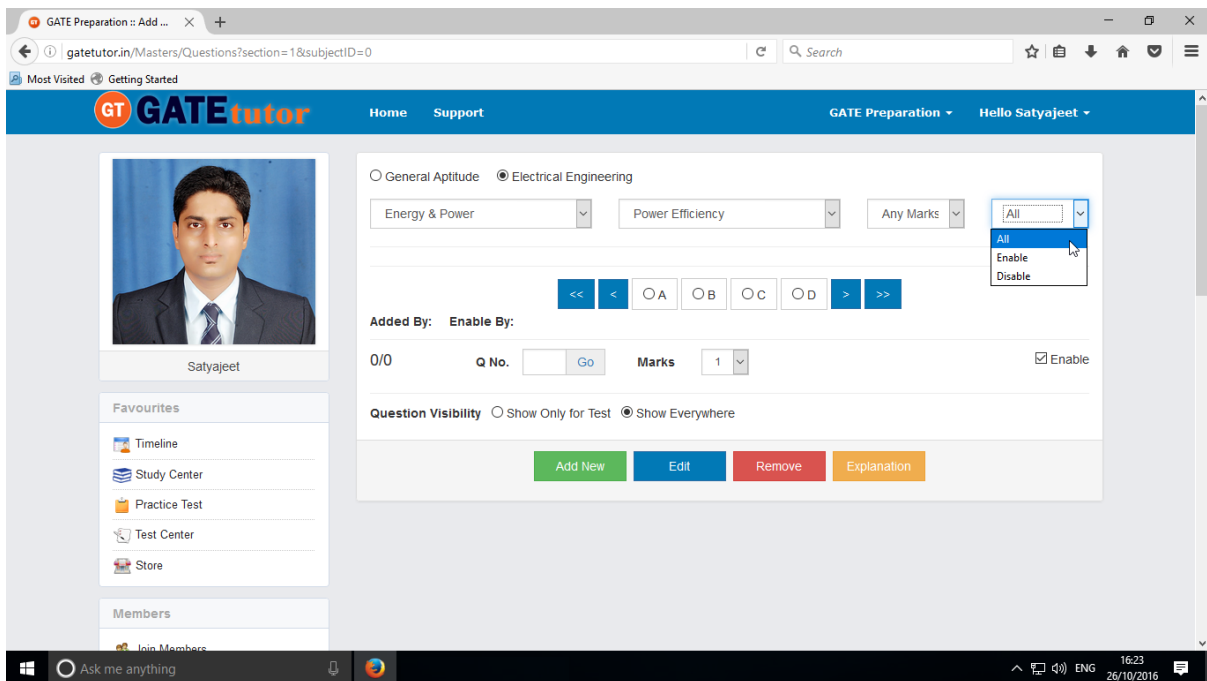 GATE Preparation :: Add ...
gatetutor.in/Masters/Questions?section=1&subjectID=0
Search
Most Visited Getting Started
GT GATEtutor Home Support GATE Preparation Hello Satyajeet
General Aptitude Electrical Engineering
Energy & Power Power Efficiency Any Marks All
All
Enable
Disable
<< < A B C D > >>
Added By: Enable By:
0/0 Q No. Go Marks 1 Enable
Question Visibility Show Only for Test Show Everywhere
Add New Edit Remove Explanation
Satyajeet
Favourites
Timeline
Study Center
Practice Test
Test Center
Store
Members
Join Members
Ask me anything
ENG
16:23
26/10/2016